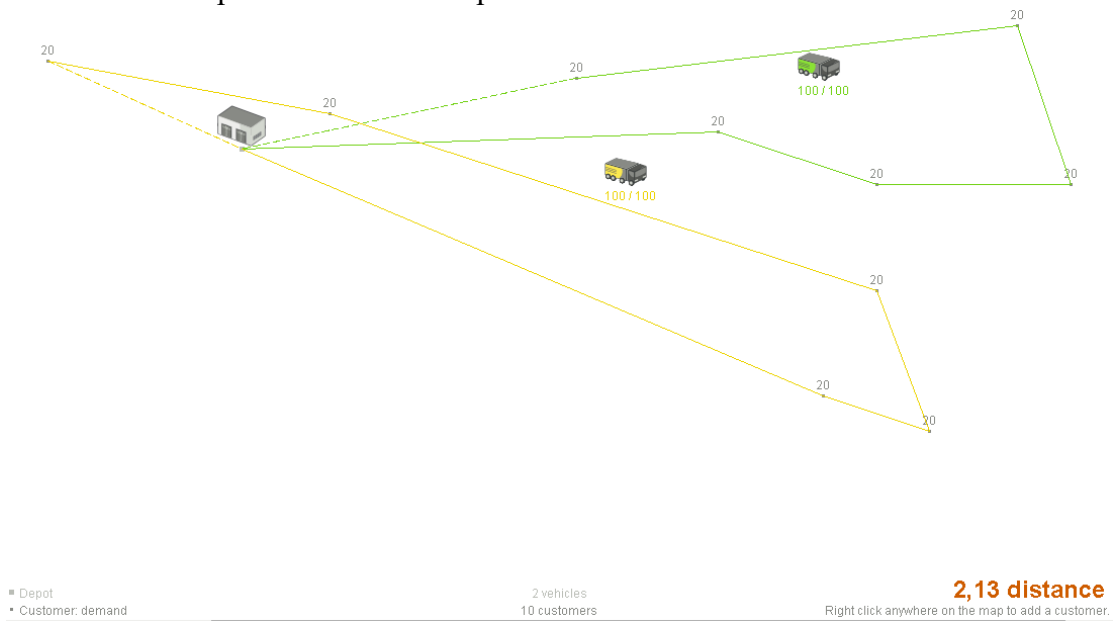 20
20
20
20
100 / 100
20
20
20
20
100 / 100
20
20
20
Depot
2 vehicles
2,13 distance
Customer: demand
10 customers
Right click anywhere on the map to add a customer.